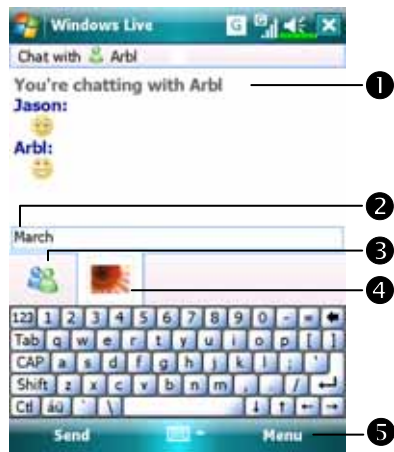 Windows Live G G
Chat with Arbl
You're chatting with Arbl
Jason:
Arbl:
March
123 1 2 3 4 5 6 7 8 9 0 - =
Tab q w e r t y u i o p [ ]
CAP a s d f g h j k l ; '
Shift z x c v b n m , . /
Ctl áü ` \
Send Menu
1
2
3
4
5